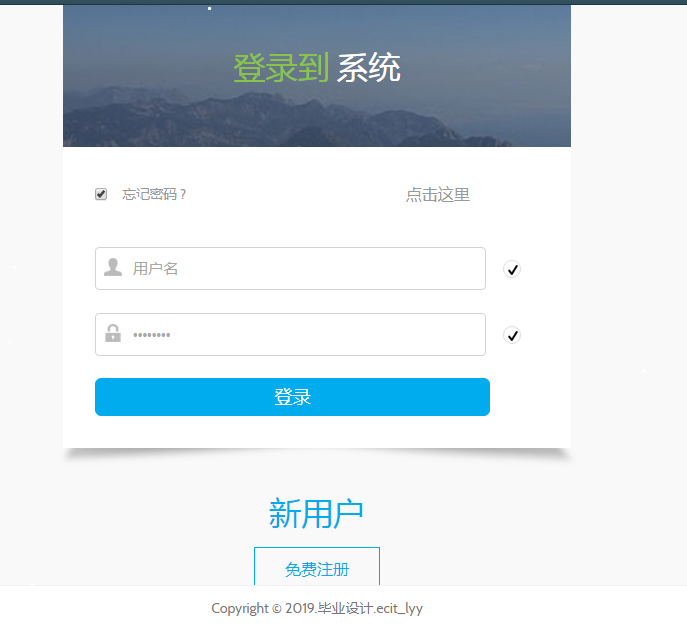 登录到 系统
忘记密码 ? 点击这里
用户名
••••••••
登录
新用户
免费注册
Copyright © 2019.毕业设计.ecit_lyy